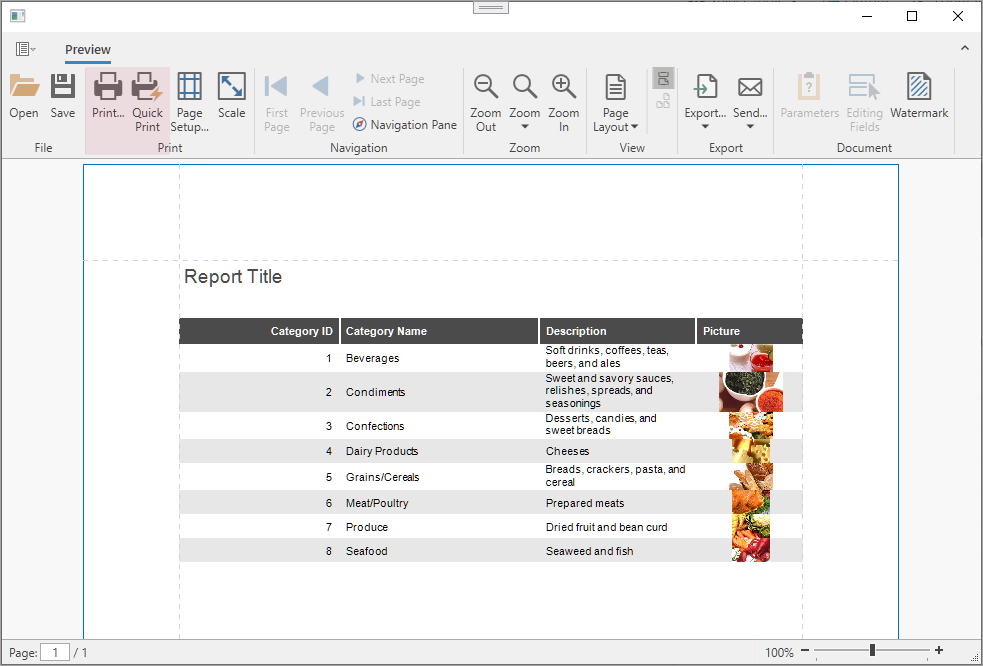 Preview
Open
Save
Print...
Quick
Print
Page
Setup...
Scale
First
Page
Previous
Page
Next Page
Last Page
Navigation Pane
Zoom
Out
Zoom
Zoom
In
Page
Layout
Export...
Send...
Parameters
Editing
Fields
Watermark
File
Print
Navigation
Zoom
View
Export
Document
Report Title
Category ID Category Name Description Picture
1 Beverages Soft drinks, coffees, teas,
beers, and ales
2 Condiments Sweet and savory sauces,
relishes, spreads, and
seasonings
3 Confections Desserts, candies, and
sweet breads
4 Dairy Products Cheeses
5 Grains/Cereals Breads, crackers, pasta, and
cereal
6 Meat/Poultry Prepared meats
7 Produce Dried fruit and bean curd
8 Seafood Seaweed and fish
Page: 1 / 1
100%